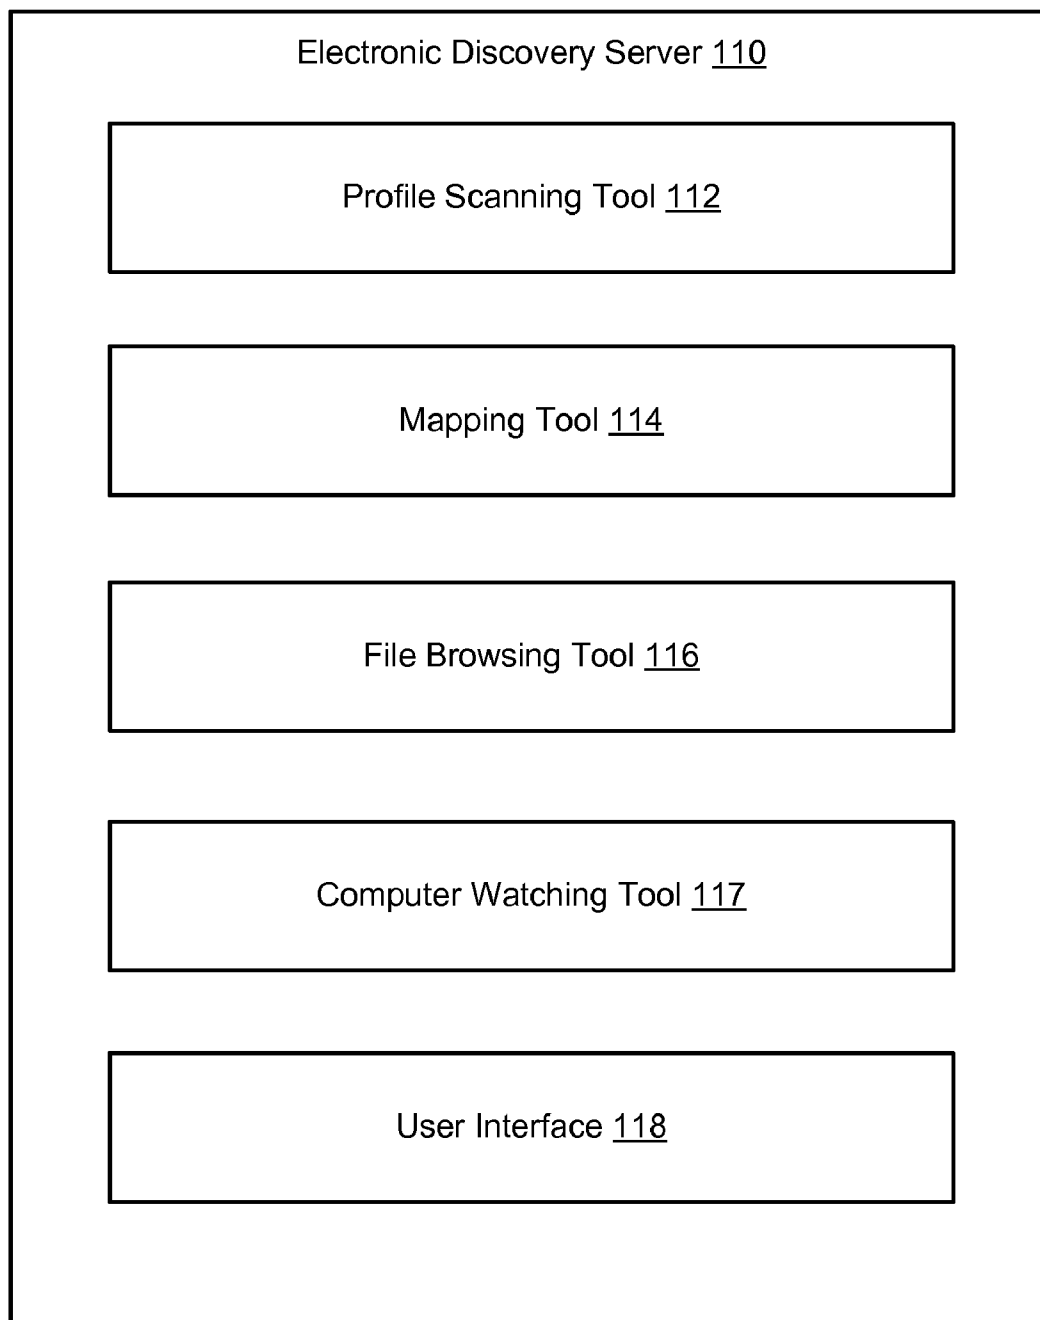 Electronic Discovery Server 110
Profile Scanning Tool 112
Mapping Tool 114
File Browsing Tool 116
Computer Watching Tool 117
User Interface 118